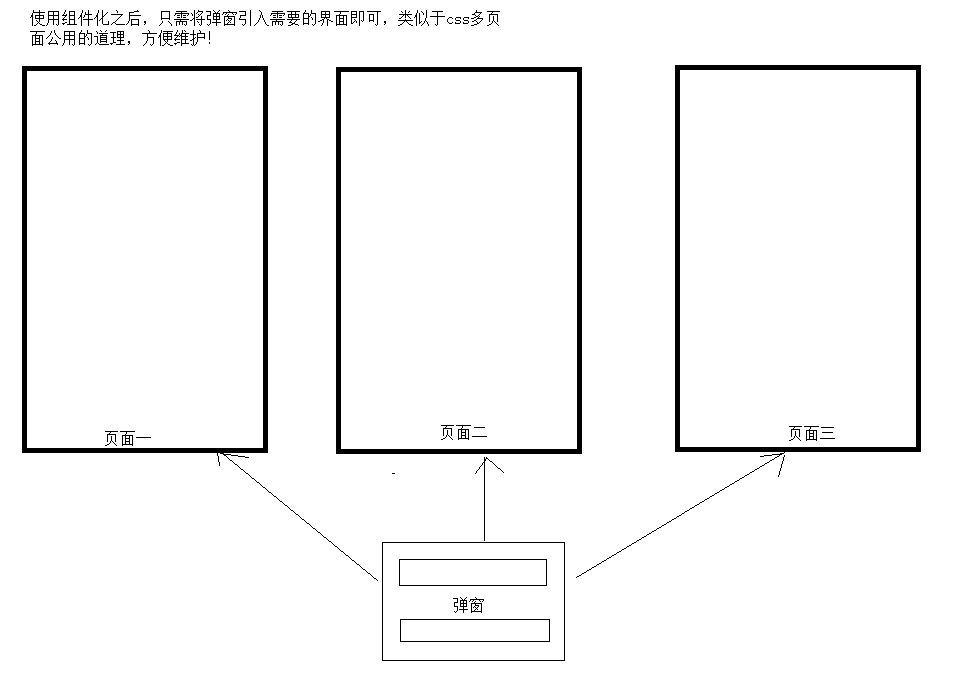 使用组件化之后，只需将弹窗引入需要的界面即可，类似于css多页
面公用的道理，方便维护!
页面一
页面二
页面三
弹窗